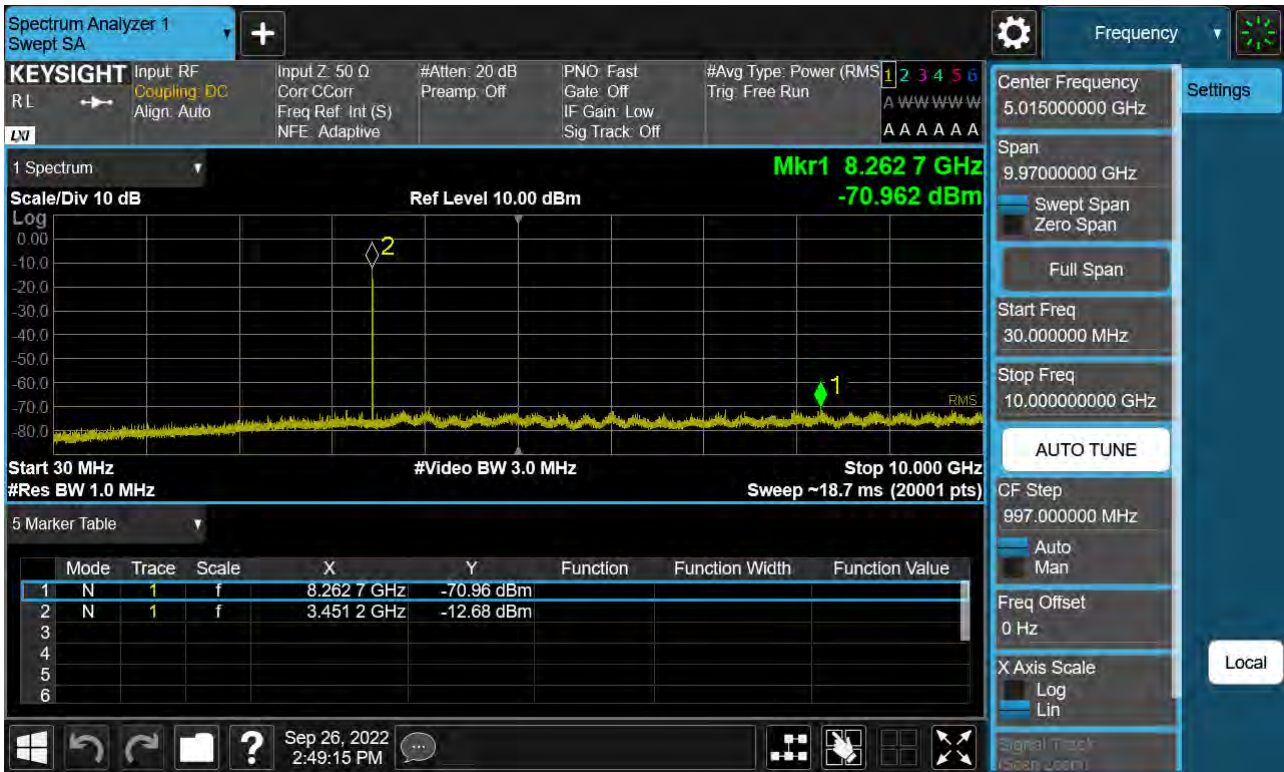 Spectrum Analyzer 1
Swept SA
Frequency
KEYSIGHT
RL
LXI
Input: RF
Coupling: DC
Align: Auto
Input Z: 50 Ω
Corr CCorr
Freq Ref: Int (S)
NFE: Adaptive
#Atten: 20 dB
Preamp: Off
PNO: Fast
Gate: Off
IF Gain: Low
Sig Track: Off
#Avg Type: Power (RMS
Trig: Free Run
1 2 3 4 5 6
A W W W W W
A A A A A A
1 Spectrum
Mkr1 8.262 7 GHz
Scale/Div 10 dB
Ref Level 10.00 dBm
-70.962 dBm
Log
0.00
-10.0
-20.0
-30.0
-40.0
-50.0
-60.0
-70.0
-80.0
2
1
RMS
Start 30 MHz
#Video BW 3.0 MHz
Stop 10.000 GHz
#Res BW 1.0 MHz
Sweep ~18.7 ms (20001 pts)
5 Marker Table
Mode Trace Scale X Y Function Function Width Function Value
1 N 1 f 8.262 7 GHz -70.96 dBm
2 N 1 f 3.451 2 GHz -12.68 dBm
3
4
5
6
Sep 26, 2022
2:49:15 PM
Center Frequency
5.015000000 GHz
Settings
Span
9.97000000 GHz
Swept Span
Zero Span
Full Span
Start Freq
30.000000 MHz
Stop Freq
10.000000000 GHz
AUTO TUNE
CF Step
997.000000 MHz
Auto
Man
Freq Offset
0 Hz
X Axis Scale
Log
Lin
Local
Signal Track
(Span Zoom)